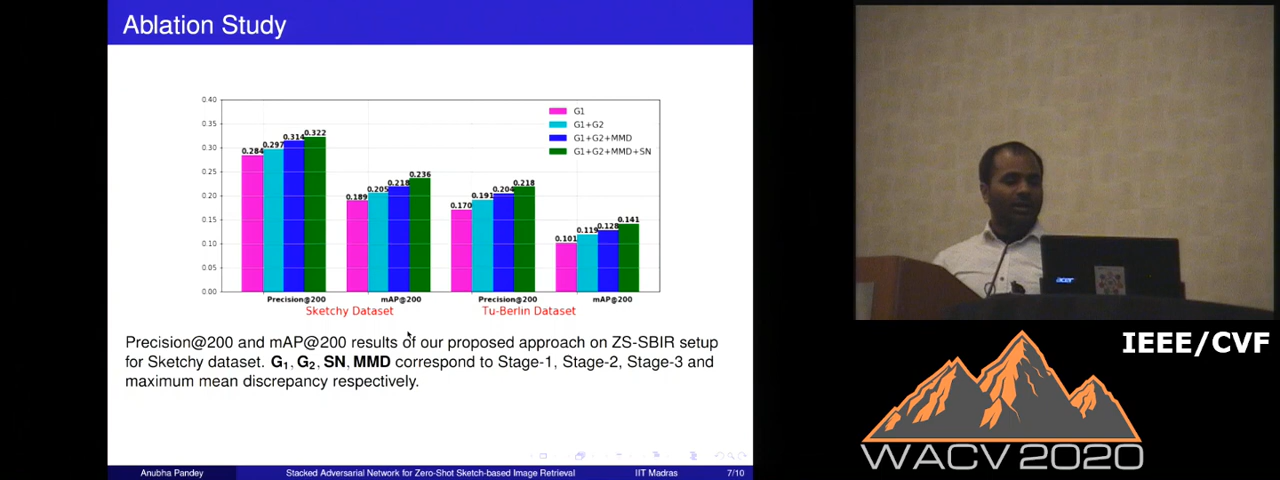 Ablation Study
0.40
0.35
0.30
0.25
0.20
0.15
0.10
0.05
0.00
G1
G1+G2
G1+G2+MMD
G1+G2+MMD+SN
0.284 0.297 0.314 0.322
0.189 0.205 0.218 0.236
0.170 0.191 0.204 0.218
0.101 0.119 0.128 0.141
Precision@200 mAP@200 Precision@200 mAP@200
Sketchy Dataset Tu-Berlin Dataset
Precision@200 and mAP@200 results of our proposed approach on ZS-SBIR setup
for Sketchy dataset. G1, G2, SN, MMD correspond to Stage-1, Stage-2, Stage-3 and
maximum mean discrepancy respectively.
Anubha Pandey Stacked Adversarial Network for Zero-Shot Sketch-based Image Retrieval IIT Madras 7/10
acer
IEEE/CVF
WACV 2020